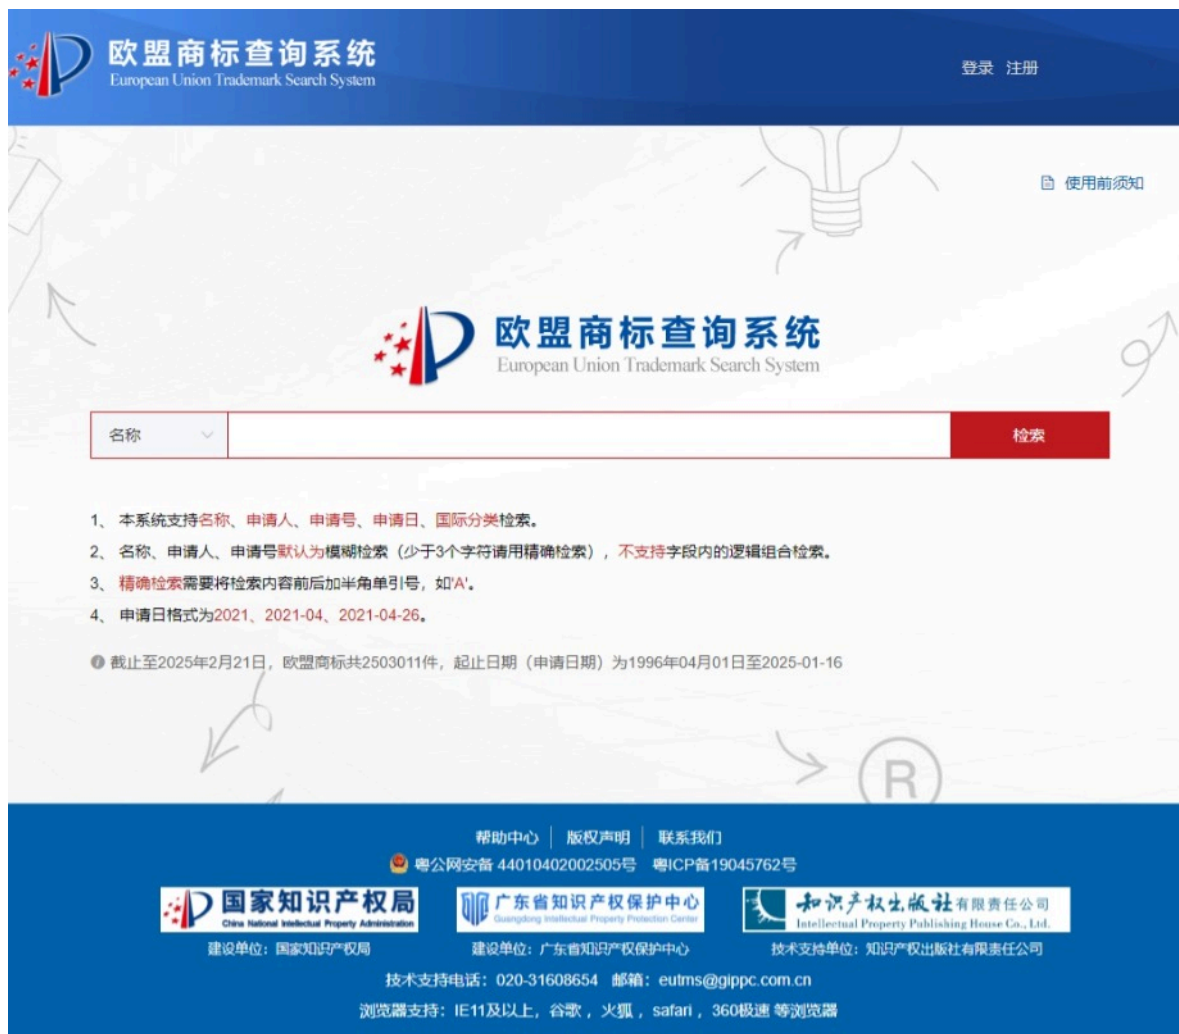 欧盟商标查询系统
European Union Trademark Search System
登录 注册
使用前须知
欧盟商标查询系统
European Union Trademark Search System
名称
检索
1、 本系统支持名称、申请人、申请号、申请日、国际分类检索。
2、 名称、申请人、申请号默认为模糊检索（少于3个字符请用精确检索），不支持字段内的逻辑组合检索。
3、 精确检索需要将检索内容前后加半角单引号，如'A'。
4、 申请日格式为2021、2021-04、2021-04-26。
截止至2025年2月21日，欧盟商标共2503011件，起止日期（申请日期）为1996年04月01日至2025-01-16
R
帮助中心 | 版权声明 | 联系我们
粤公网安备 44010402002505号 粤ICP备19045762号
国家知识产权局
China National Intellectual Property Administration
广东省知识产权保护中心
Guangdong Intellectual Property Protection Center
知识产权出版社有限责任公司
Intellectual Property Publishing House Co., Ltd.
建设单位：国家知识产权局
建设单位：广东省知识产权保护中心
技术支持单位：知识产权出版社有限责任公司
技术支持电话：020-31608654 邮箱：eutms@gippc.com.cn
浏览器支持：IE11及以上，谷歌，火狐，safari，360极速 等浏览器